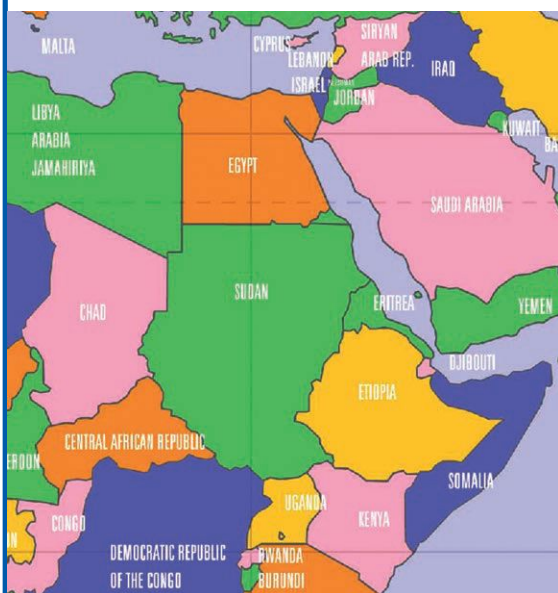 MALTA
CYPRUS
SIRYAN
ARAB REP.
LEBANON
IRAQ
ISRAEL
JORDAN
KUWAIT
BA
LIBYA
ARABIA
JAMAHIRIYA
EGYPT
SAUDI ARABIA
CHAD
SUDAN
ERITREA
YEMEN
DJIBOUTI
ETIOPIA
CENTRAL AFRICAN REPUBLIC
EROON
SOMALIA
UGANDA
KENYA
CONGO
DEMOCRATIC REPUBLIC
OF THE CONGO
RWANDA
BURUNDI